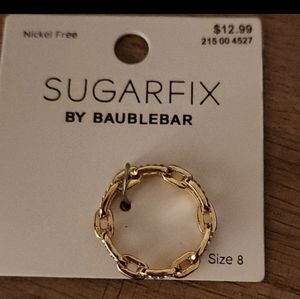 Nickel Free
$12.99
215 00 4527
SUGARFIX
BY BAUBLEBAR
Size 8